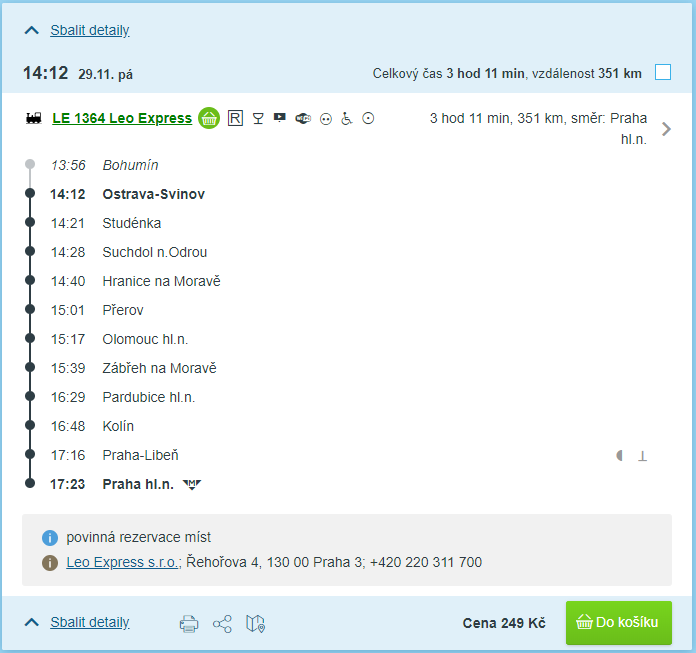 Sbalit detaily
14:12 29.11. pá
Celkový čas 3 hod 11 min, vzdálenost 351 km
LE 1364 Leo Express R
3 hod 11 min, 351 km, směr: Praha
hl.n.
13:56 Bohumín
14:12 Ostrava-Svinov
14:21 Studénka
14:28 Suchdol n.Odrou
14:40 Hranice na Moravě
15:01 Přerov
15:17 Olomouc hl.n.
15:39 Zábřeh na Moravě
16:29 Pardubice hl.n.
16:48 Kolín
17:16 Praha-Libeň
17:23 Praha hl.n. M
povinná rezervace míst
Leo Express s.r.o.; Řehořova 4, 130 00 Praha 3; +420 220 311 700
Sbalit detaily
Cena 249 Kč
Do košíku